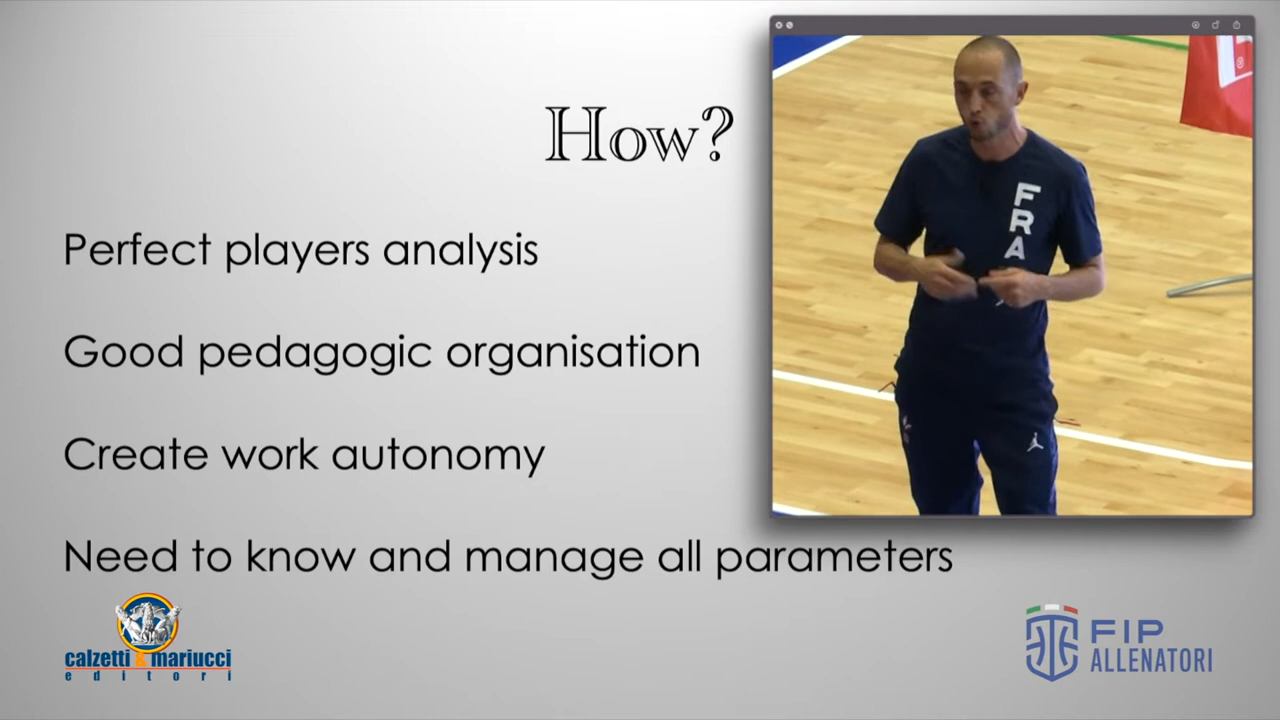 How?
FRA
Perfect players analysis
Good pedagogic organisation
Create work autonomy
Need to know and manage all parameters
calzetti & mariucci
editori
FIP
ALLENATORI